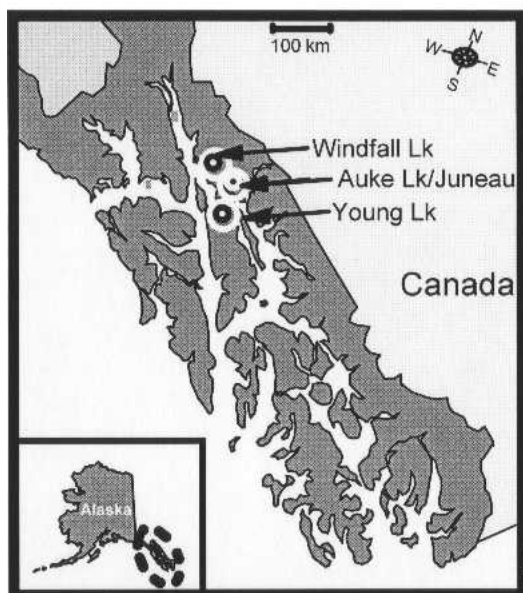 100 km
N
W
E
S
Windfall Lk
Auke Lk/Juneau
Young Lk
Canada
Alaska